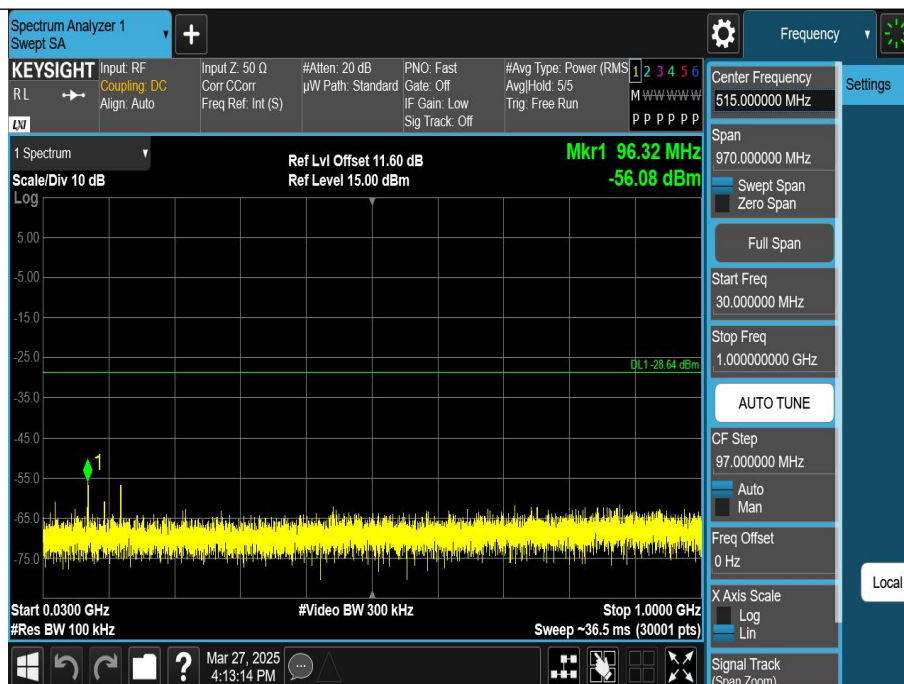 Spectrum Analyzer 1
Swept SA
Frequency
KEYSIGHT
RL
LXI
Input: RF
Coupling: DC
Align: Auto
Input Z: 50 Ω
Corr CCorr
Freq Ref: Int (S)
#Atten: 20 dB
µW Path: Standard
PNO: Fast
Gate: Off
IF Gain: Low
Sig Track: Off
#Avg Type: Power (RMS
Avg|Hold: 5/5
Trig: Free Run
1 2 3 4 5 6
M W W W W W
P P P P P P
1 Spectrum
Scale/Div 10 dB
Log
Ref Lvl Offset 11.60 dB
Ref Level 15.00 dBm
Mkr1 96.32 MHz
-56.08 dBm
5.00
-5.00
-15.0
-25.0
DL1 -28.64 dBm
-35.0
-45.0
1
-55.0
-65.0
-75.0
Start 0.0300 GHz
#Res BW 100 kHz
#Video BW 300 kHz
Stop 1.0000 GHz
Sweep ~36.5 ms (30001 pts)
Mar 27, 2025
4:13:14 PM
Center Frequency
515.000000 MHz
Settings
Span
970.000000 MHz
Swept Span
Zero Span
Full Span
Start Freq
30.000000 MHz
Stop Freq
1.000000000 GHz
AUTO TUNE
CF Step
97.000000 MHz
Auto
Man
Freq Offset
0 Hz
Local
X Axis Scale
Log
Lin
Signal Track
(Span Zoom)